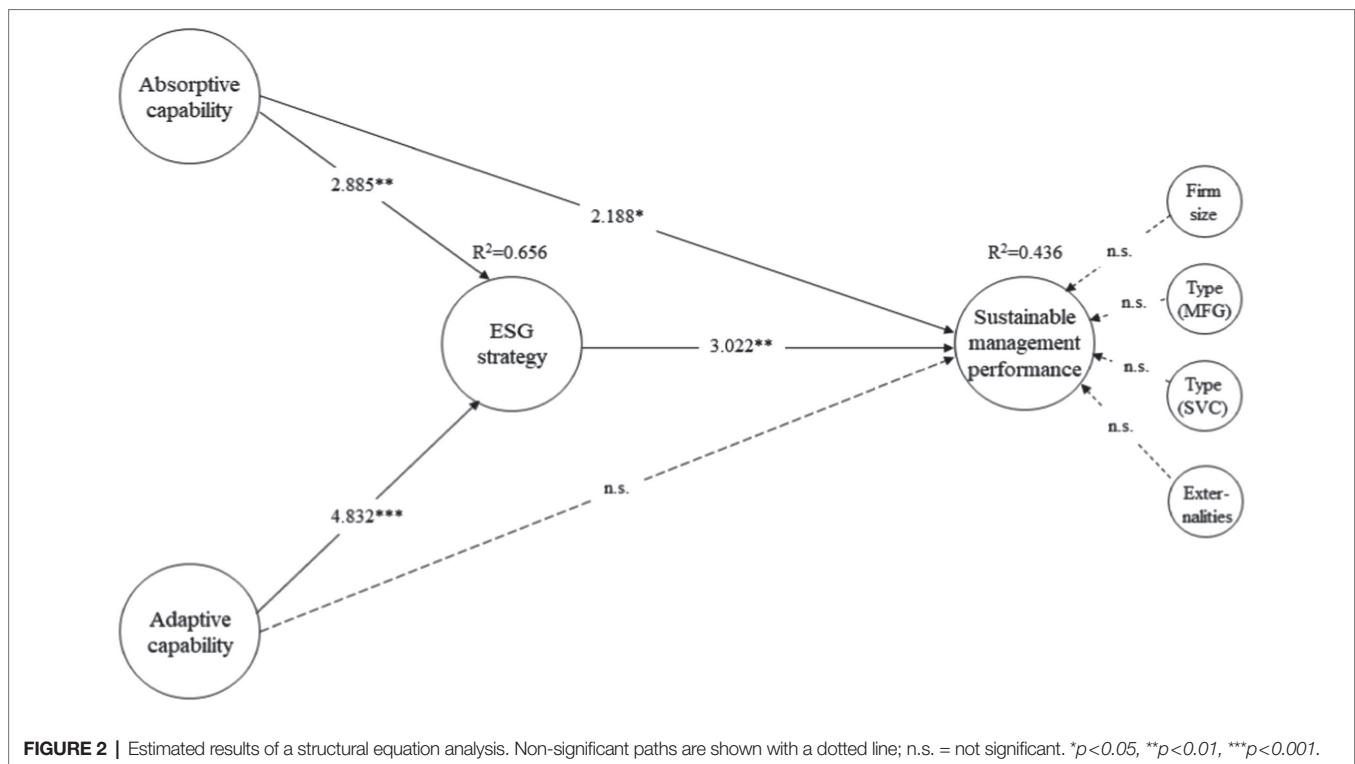 Absorptive
capability
2.885**
2.188*
R²=0.656
ESG
strategy
3.022**
R²=0.436
Sustainable
management
performance
Firm
size
n.s.
Type
(MFG)
n.s.
Type
(SVC)
n.s.
Exter-
nalities
n.s.
n.s.
4.832***
Adaptive
capability
FIGURE 2 | Estimated results of a structural equation analysis. Non-significant paths are shown with a dotted line; n.s. = not significant. *p<0.05, **p<0.01, ***p<0.001.